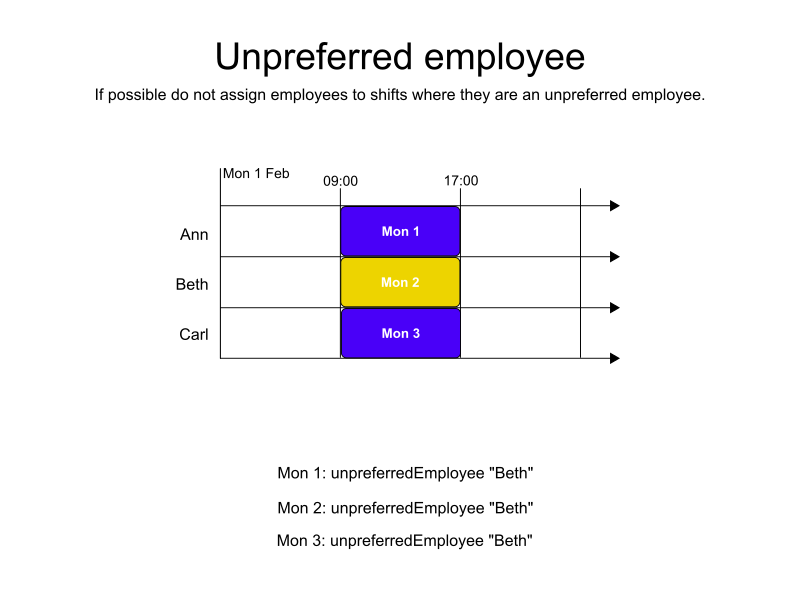 Unpreferred employee
If possible do not assign employees to shifts where they are an unpreferred employee.
Mon 1 Feb
09:00
17:00
Ann
Mon 1
Beth
Mon 2
Carl
Mon 3
Mon 1: unpreferredEmployee "Beth"
Mon 2: unpreferredEmployee "Beth"
Mon 3: unpreferredEmployee "Beth"